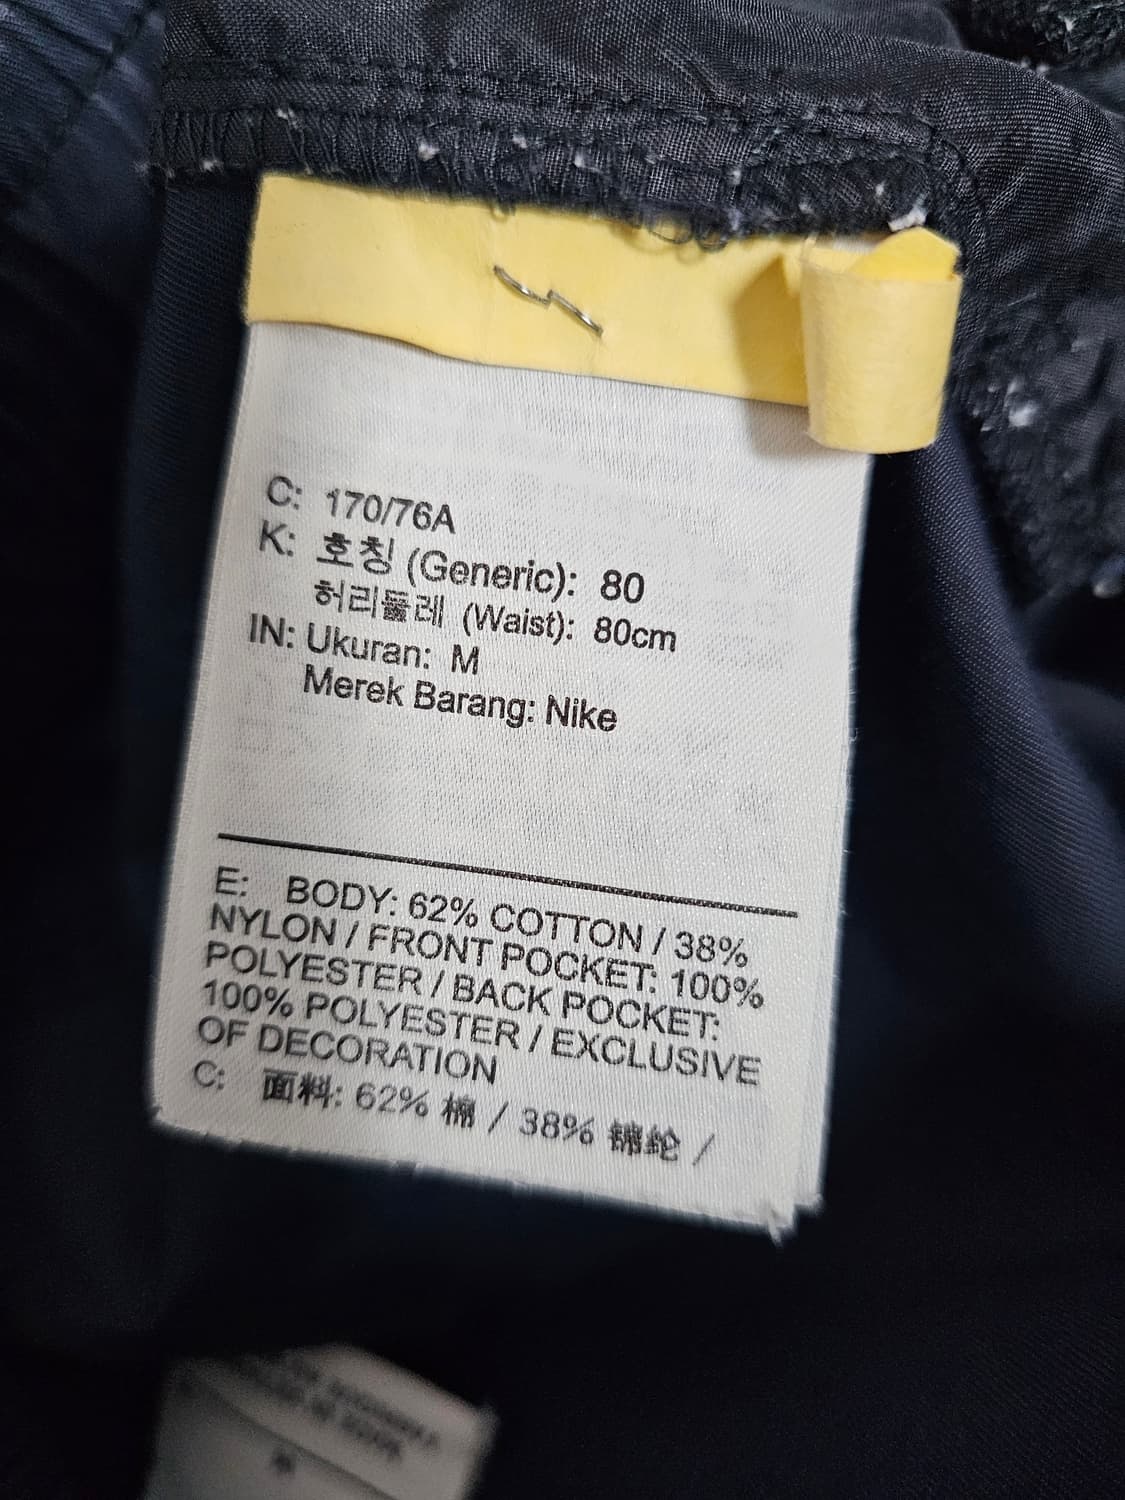 C: 170/76A
K: 호칭 (Generic): 80
허리둘레 (Waist): 80cm
IN: Ukuran: M
Merek Barang: Nike
E: BODY: 62% COTTON / 38%
NYLON / FRONT POCKET: 100%
POLYESTER / BACK POCKET:
100% POLYESTER / EXCLUSIVE
OF DECORATION
C: 面料: 62% 棉 / 38% 锦纶 /